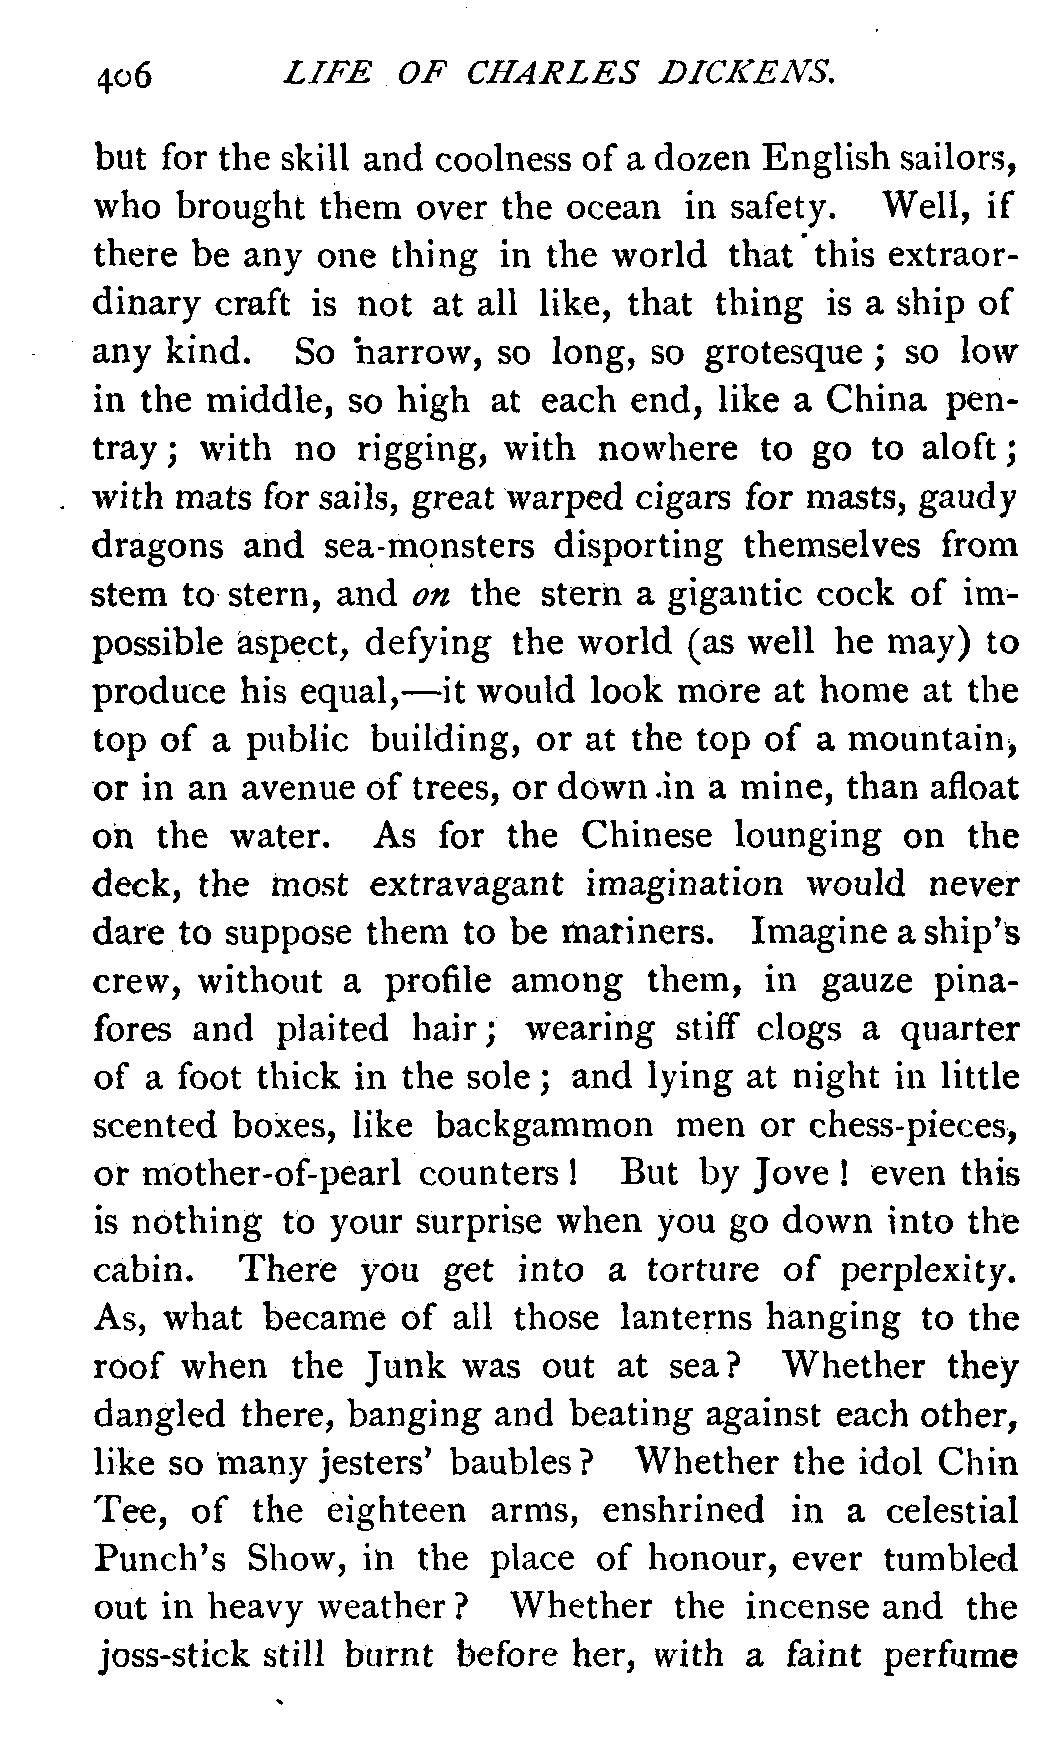 406 LIFE OF CHARLES DICKENS.
but for the skill and coolness of a dozen English sailors,
who brought them over the ocean in safety. Well, if
there be any one thing in the world that this extraor-
dinary craft is not at all like, that thing is a ship of
any kind. So narrow, so long, so grotesque ; so low
in the middle, so high at each end, like a China pen-
tray ; with no rigging, with nowhere to go to aloft ;
with mats for sails, great warped cigars for masts, gaudy
dragons and sea-monsters disporting themselves from
stem to stern, and on the stern a gigantic cock of im-
possible aspect, defying the world (as well he may) to
produce his equal,—it would look more at home at the
top of a public building, or at the top of a mountain,
or in an avenue of trees, or down in a mine, than afloat
on the water. As for the Chinese lounging on the
deck, the most extravagant imagination would never
dare to suppose them to be mariners. Imagine a ship's
crew, without a profile among them, in gauze pina-
fores and plaited hair ; wearing stiff clogs a quarter
of a foot thick in the sole ; and lying at night in little
scented boxes, like backgammon men or chess-pieces,
or mother-of-pearl counters ! But by Jove ! even this
is nothing to your surprise when you go down into the
cabin. There you get into a torture of perplexity.
As, what became of all those lanterns hanging to the
roof when the Junk was out at sea ? Whether they
dangled there, banging and beating against each other,
like so many jesters' baubles ? Whether the idol Chin
Tee, of the eighteen arms, enshrined in a celestial
Punch's Show, in the place of honour, ever tumbled
out in heavy weather ? Whether the incense and the
joss-stick still burnt before her, with a faint perfume